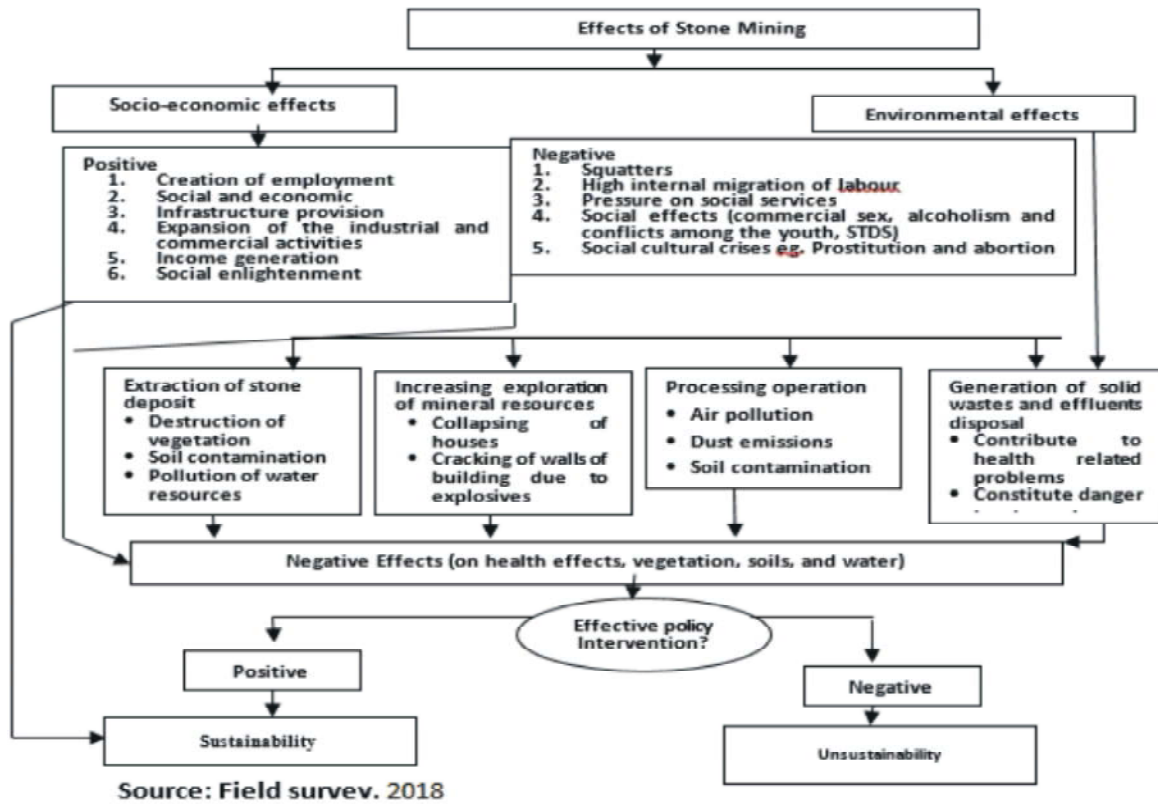 Effects of Stone Mining
Socio-economic effects
Environmental effects
Positive
1. Creation of employment
2. Social and economic
3. Infrastructure provision
4. Expansion of the industrial and
commercial activities
5. Income generation
6. Social enlightenment
Negative
1. Squatters
2. High internal migration of labour
3. Pressure on social services
4. Social effects (commercial sex, alcoholism and
conflicts among the youth, STDS)
5. Social cultural crises eg. Prostitution and abortion
Extraction of stone
deposit
• Destruction of
vegetation
• Soil contamination
• Pollution of water
resources
Increasing exploration
of mineral resources
• Collapsing of
houses
• Cracking of walls of
building due to
explosives
Processing operation
• Air pollution
• Dust emissions
• Soil contamination
Generation of solid
wastes and effluents
disposal
• Contribute to
health related
problems
• Constitute danger
Negative Effects (on health effects, vegetation, soils, and water)
Effective policy
Intervention?
Positive
Negative
Sustainability
Unsustainability
Source: Field survey. 2018